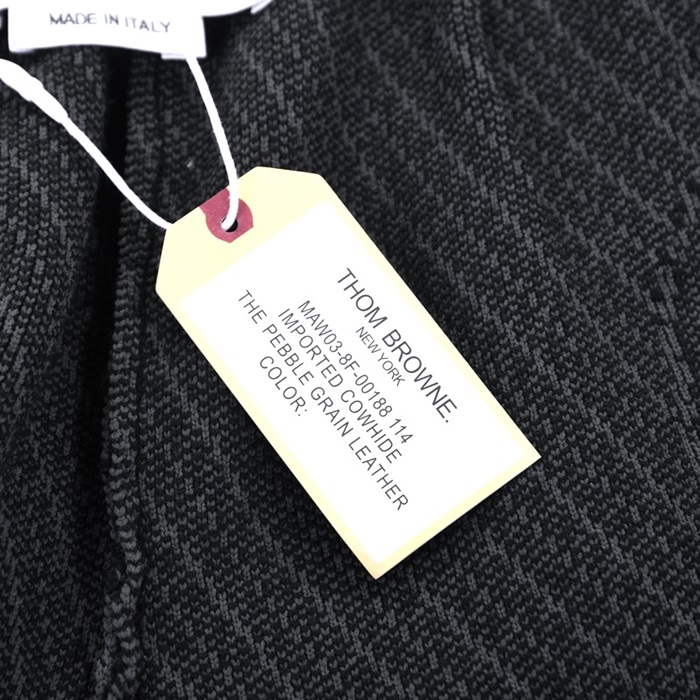 MADE IN ITALY
THOM BROWNE.
NEW YORK
MAW03-8F-00188 114
IMPORTED COWHIDE
THE PEBBLE GRAIN LEATHER
COLOR: